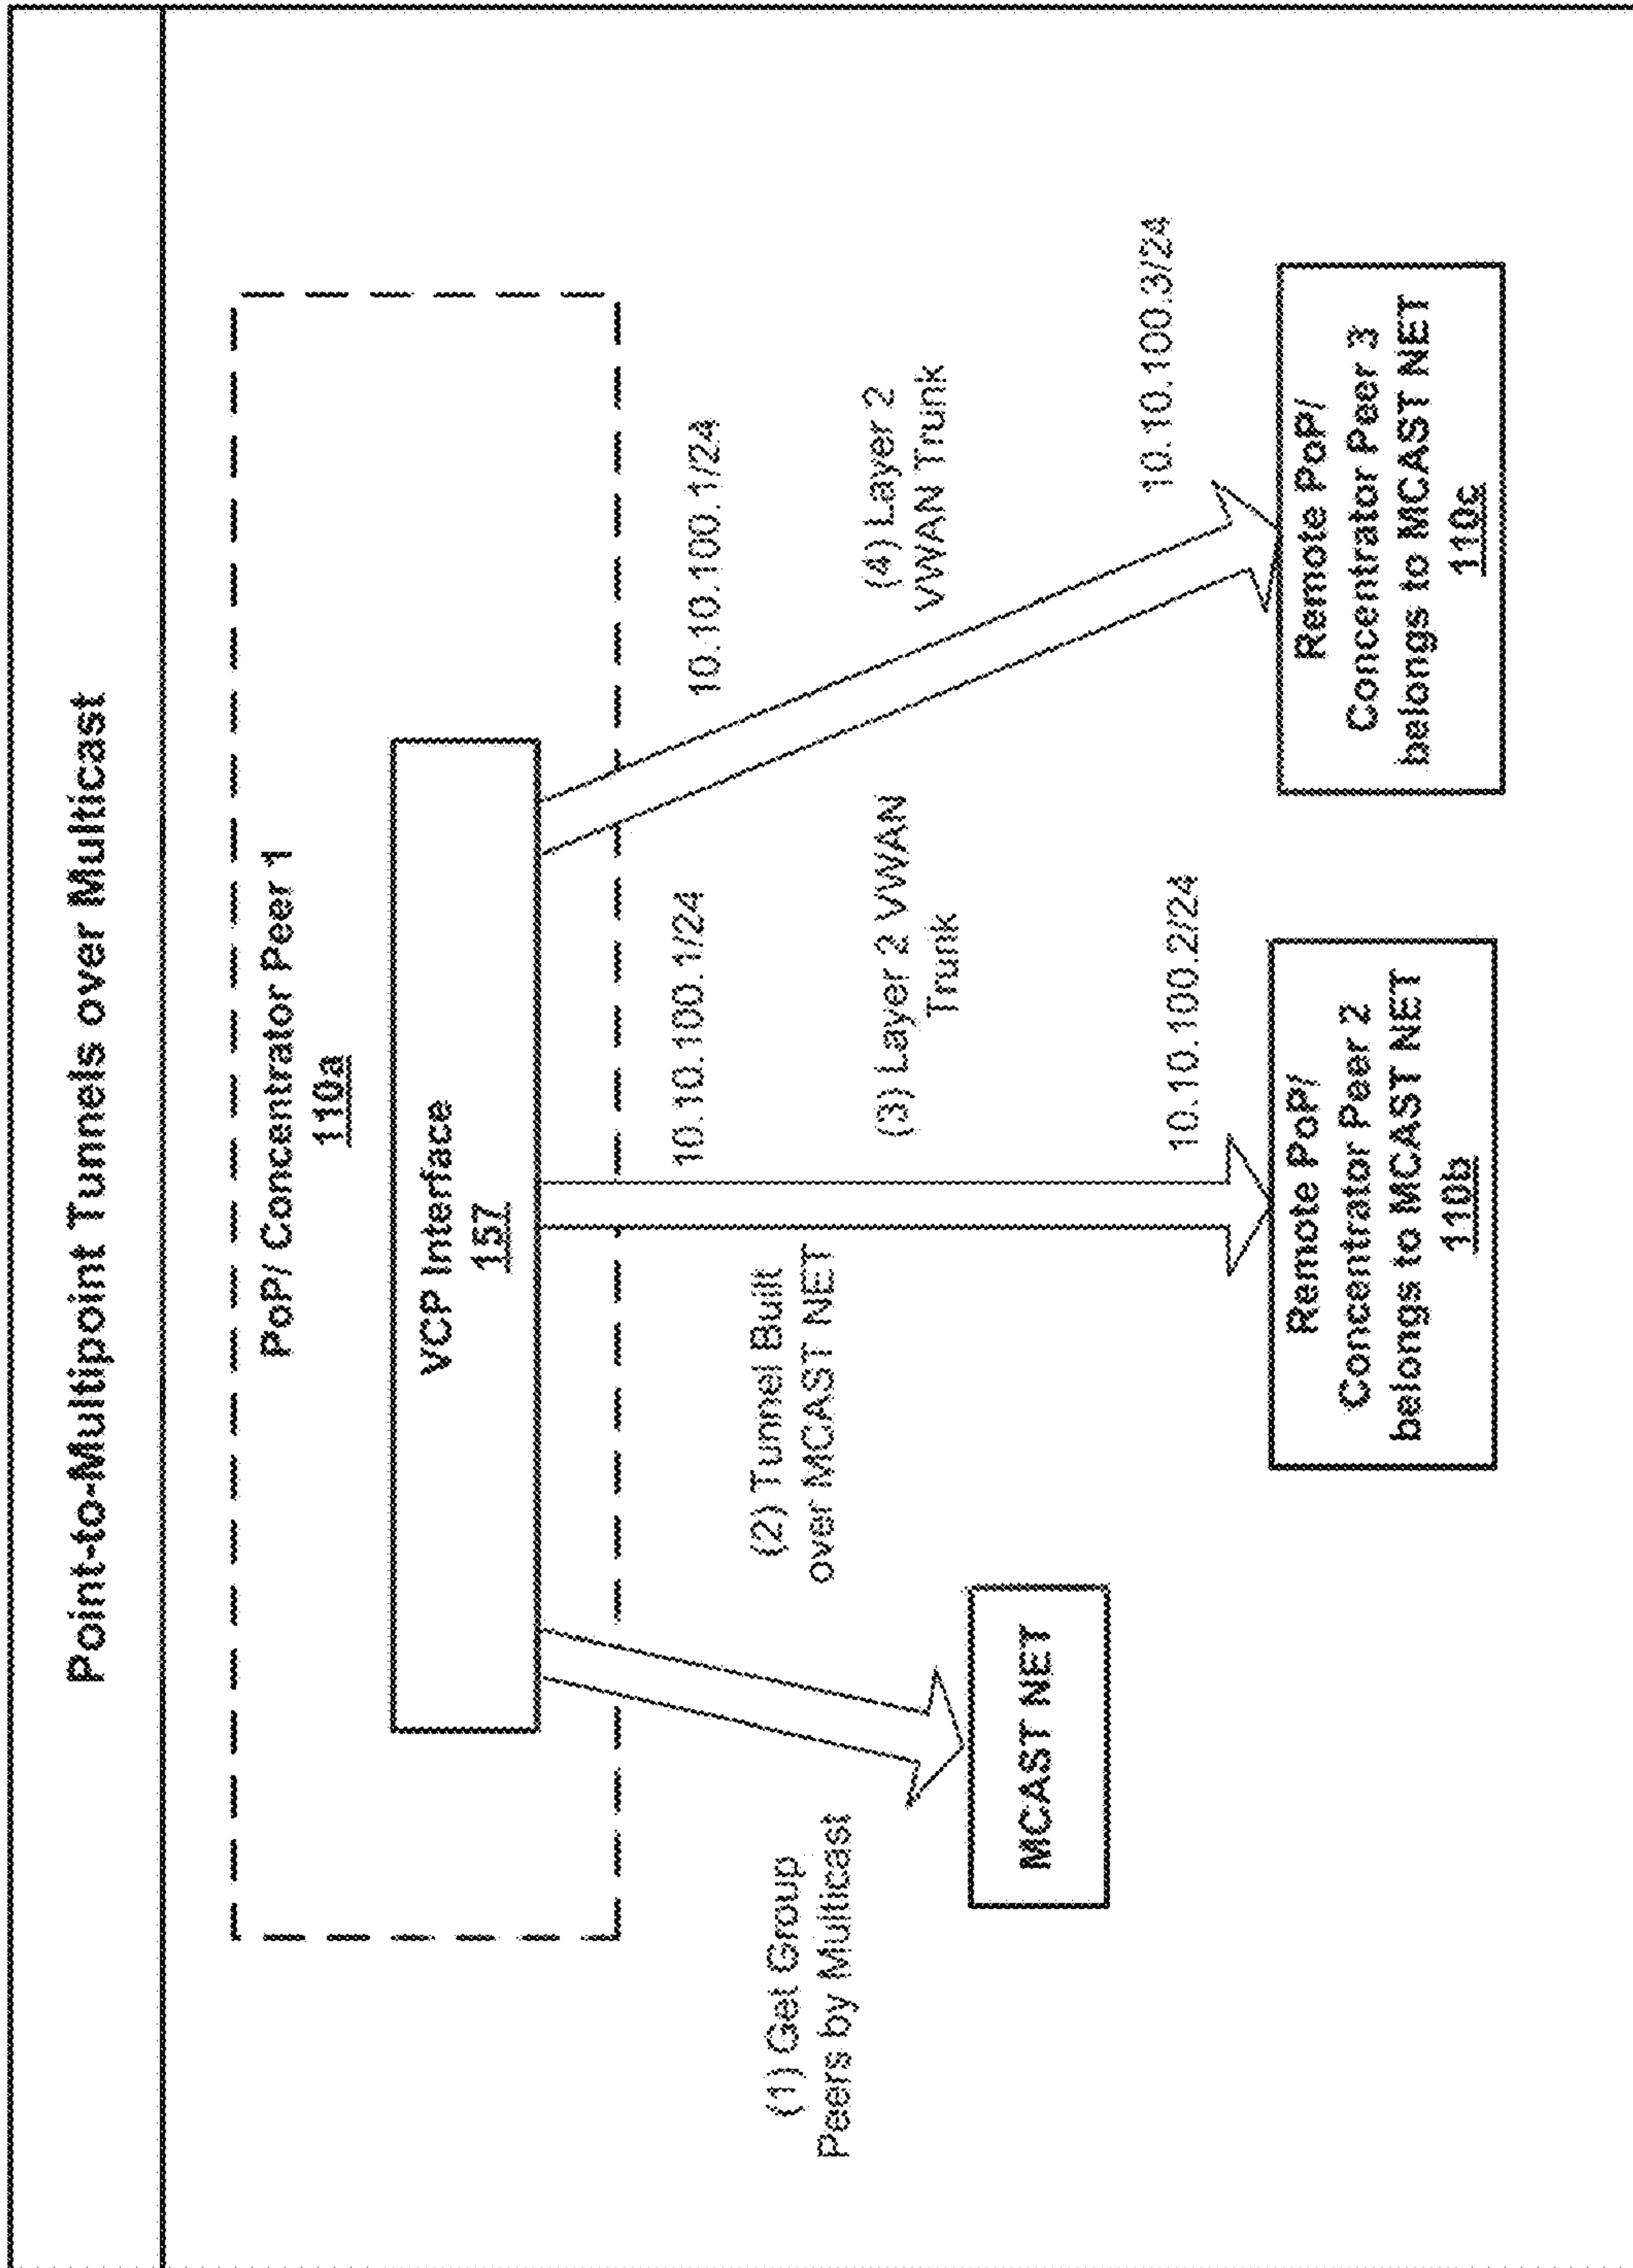 Point-to-Multipoint Tunnels over Multicast
PoP/ Concentrator Peer 1
110a
VCP Interface
157
(1) Get Group
Peers by Multicast
(2) Tunnel Built
over MCAST NET
10.10.100.1/24
10.10.100.1/24
(3) Layer 2 VWAN
Trunk
(4) Layer 2
VWAN Trunk
10.10.100.2/24
10.10.100.3/24
MCAST NET
Remote PoP/
Concentrator Peer 2
belongs to MCAST NET
110b
Remote PoP/
Concentrator Peer 3
belongs to MCAST NET
110c